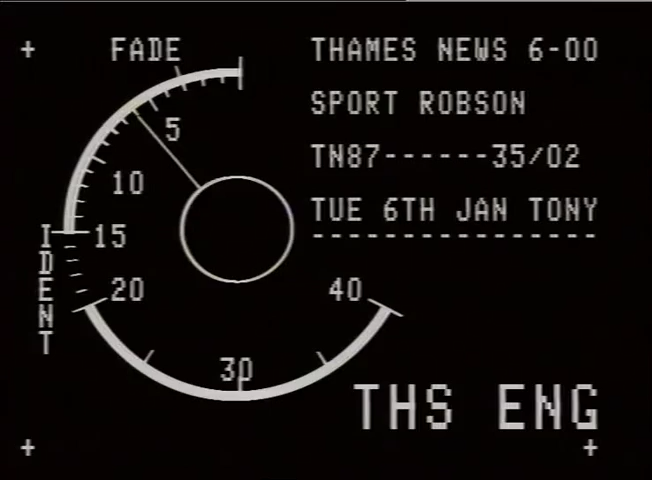 FADE
THAMES NEWS 6-00
SPORT ROBSON
TN87------35/02
TUE 6TH JAN TONY
----------------
5
10
15
20
30
40
IDENT
THS ENG